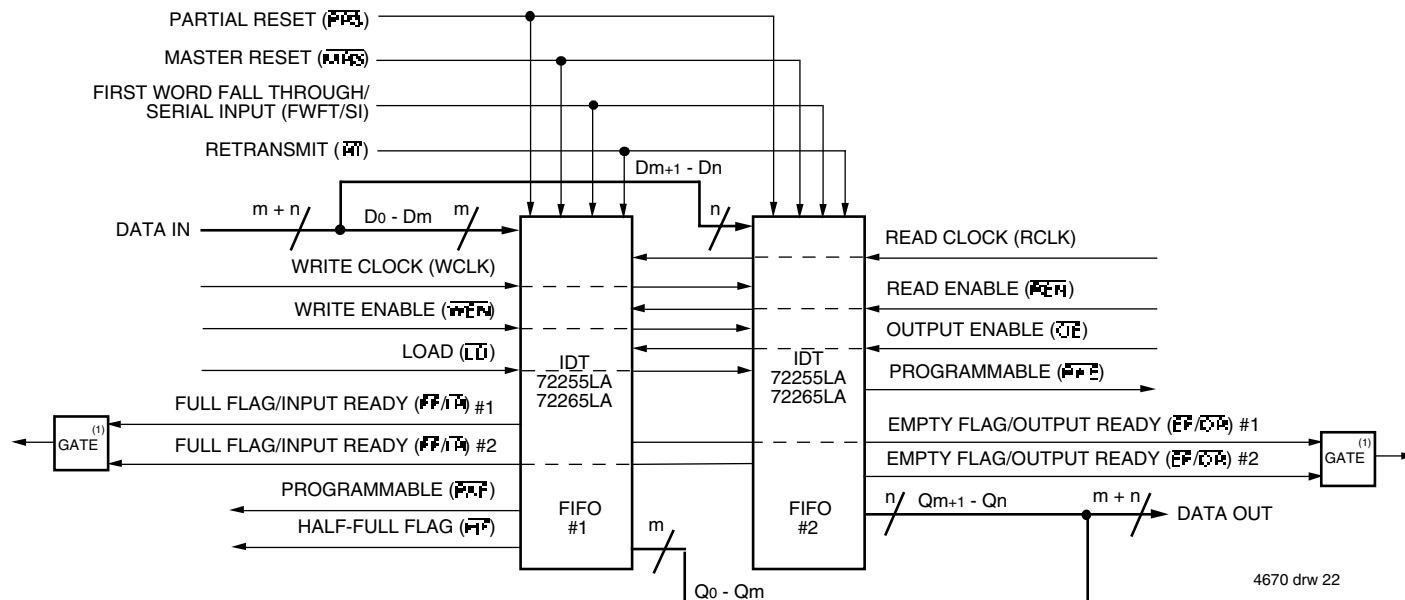 PARTIAL RESET (PRS)
MASTER RESET (MRS)
FIRST WORD FALL THROUGH/
SERIAL INPUT (FWFT/SI)
RETRANSMIT (RT)
Dm+1 - Dn
m + n
D0 - Dm
m
n
DATA IN
READ CLOCK (RCLK)
WRITE CLOCK (WCLK)
READ ENABLE (REN)
WRITE ENABLE (WEN)
OUTPUT ENABLE (OE)
LOAD (LD)
IDT
72255LA
72265LA
IDT
72255LA
72265LA
PROGRAMMABLE (PAE)
FULL FLAG/INPUT READY (FF/IR) #1
EMPTY FLAG/OUTPUT READY (EF/OR) #1
GATE (1)
FULL FLAG/INPUT READY (FF/IR) #2
EMPTY FLAG/OUTPUT READY (EF/OR) #2
GATE (1)
PROGRAMMABLE (PAF)
HALF-FULL FLAG (HF)
FIFO
#1
m
FIFO
#2
n
Qm+1 - Qn
m + n
DATA OUT
Q0 - Qm
4670 drw 22